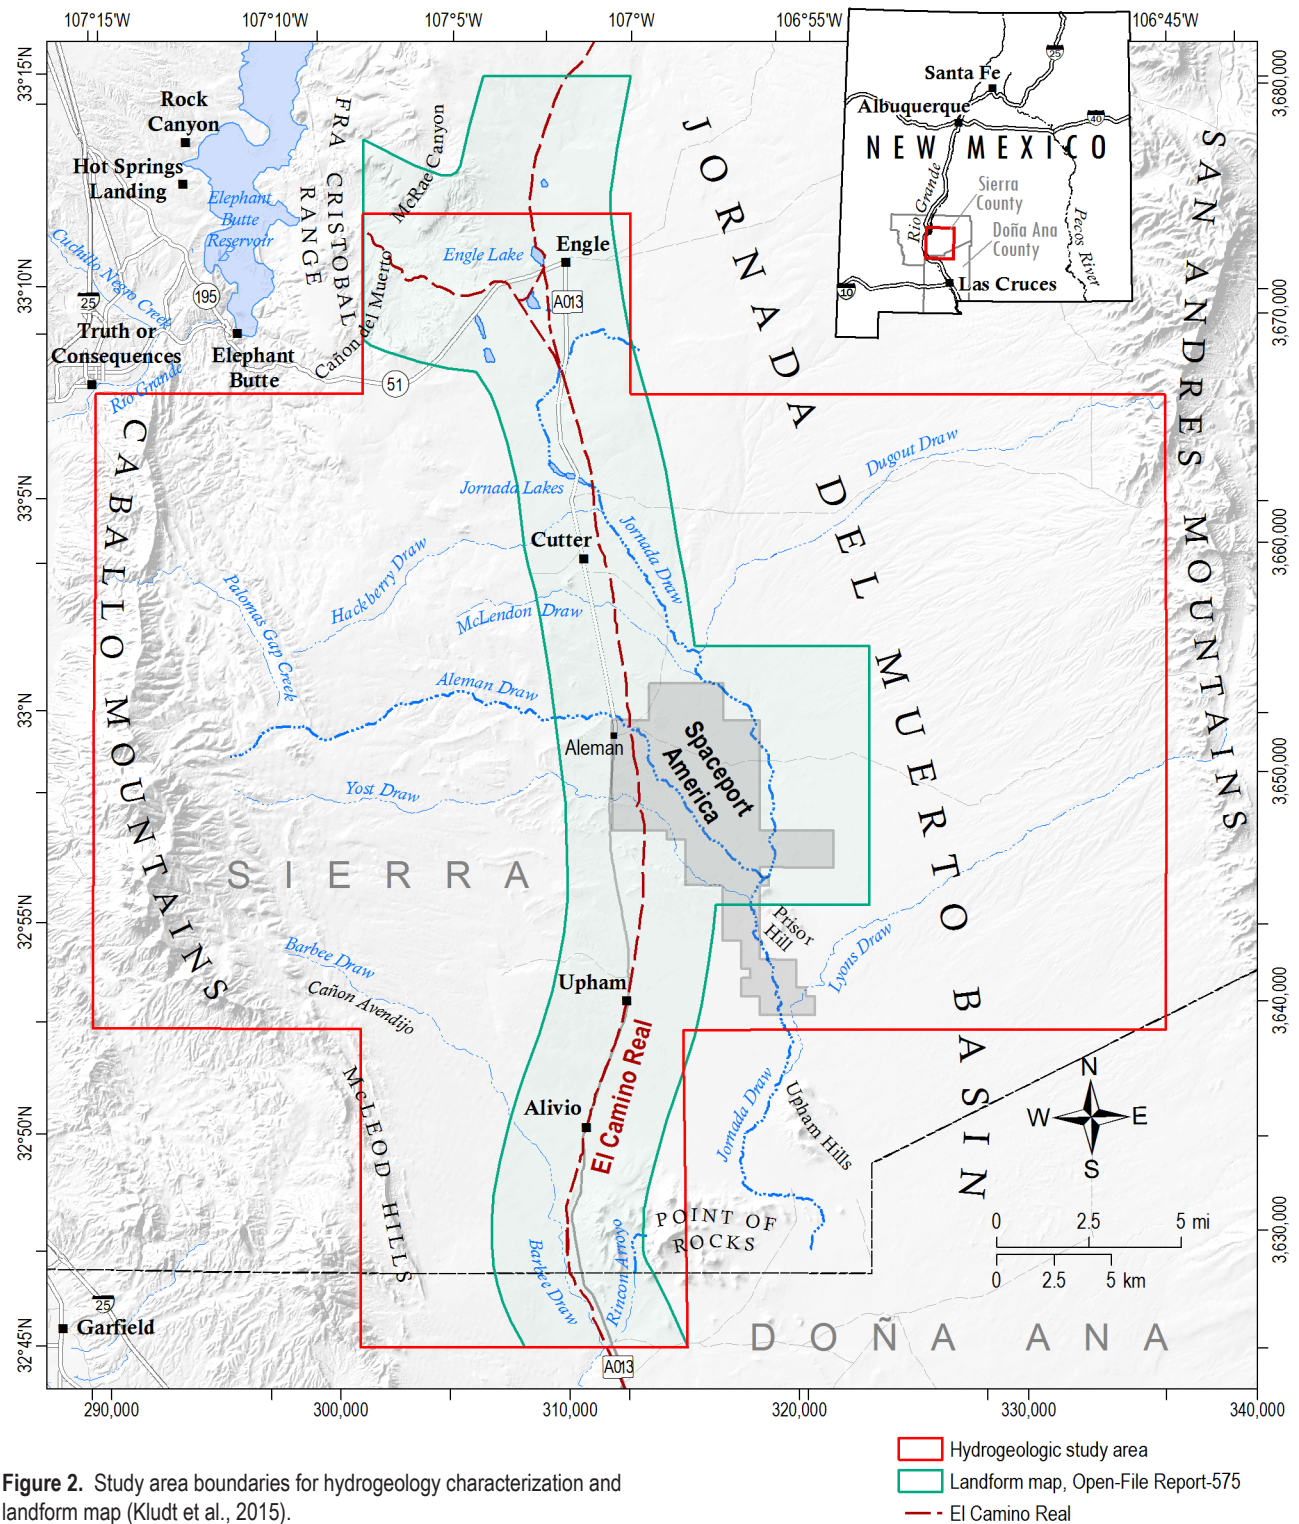 107°15'W
107°10'W
107°5'W
107°W
106°55'W
106°45'W
33°15'N
33°10'N
33°5'N
33°N
32°55'N
32°50'N
32°45'N
3,680,000
3,670,000
3,660,000
3,650,000
3,640,000
3,630,000
290,000
300,000
310,000
320,000
330,000
340,000
Santa Fe
Albuquerque
NEW MEXICO
25
40
10
Rio Grande
Pecos River
Sierra
County
Doña Ana
County
Las Cruces
Rock
Canyon
Hot Springs
Landing
Elephant
Butte
Reservoir
FRA CRISTOBAL
RANGE
McRae Canyon
Cuchillo Negro Creek
25
195
Truth or
Consequences
Elephant
Butte
Rio Grande
Cañon del Muerto
51
Engle Lake
Engle
A013
JORNADA DEL MUERTO BASIN
SAN ANDRES MOUNTAINS
CABALLO MOUNTAINS
Dugout Draw
Jornada Lakes
Jornada Draw
Cutter
Hackberry Draw
McLendon Draw
Palomas Gap Creek
Aleman Draw
Aleman
Spaceport
America
Yost Draw
SIERRA
Prisor
Hill
Lyons Draw
Barbee Draw
Cañon Avendijo
Upham
El Camino Real
Alivio
McLEOD HILLS
Jornada Draw
Upham Hills
POINT OF
ROCKS
Barbee Draw
Rincon Arroyo
N
W
E
S
0 2.5 5 mi
0 2.5 5 km
25
Garfield
DOÑA ANA
A013
Hydrogeologic study area
Landform map, Open-File Report-575
El Camino Real
Figure 2. Study area boundaries for hydrogeology characterization and
landform map (Kludt et al., 2015).